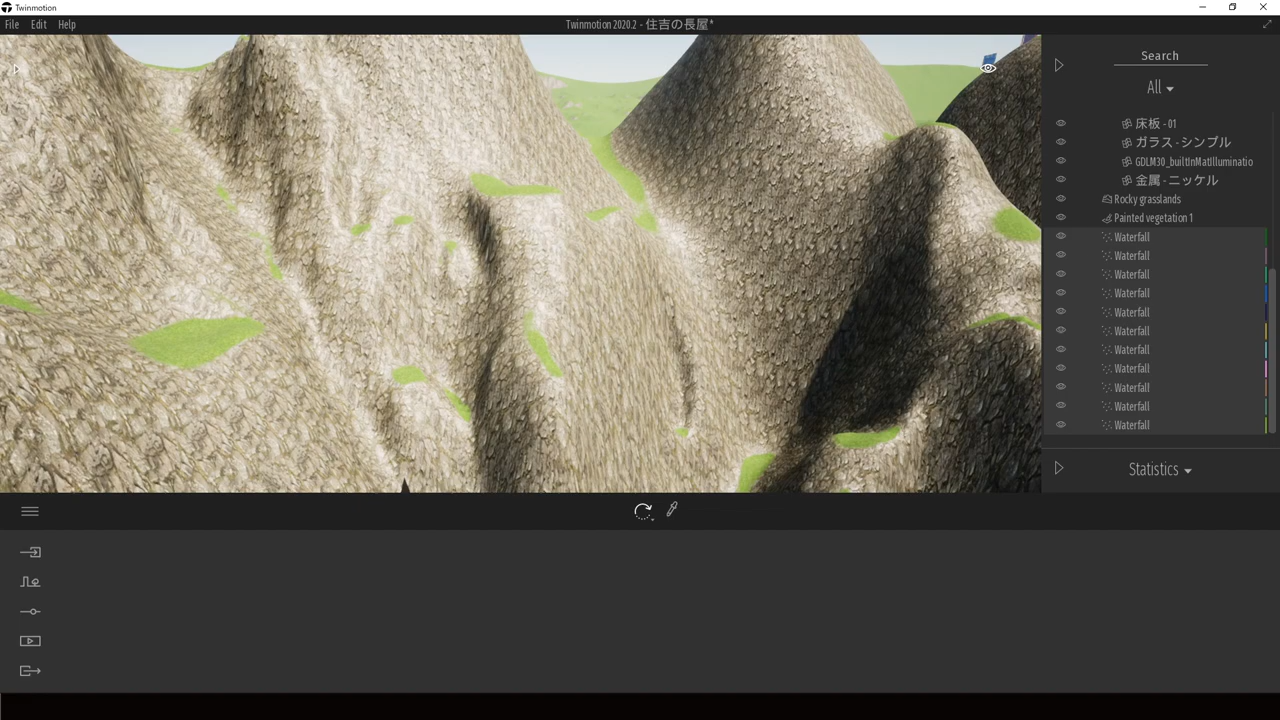 Twinmotion
File Edit Help
Twinmotion 2020.2 - 住吉の長屋*
Search
All
床板 - 01
ガラス - シンプル
GDLM30_builtInMatIlluminatio
金属 - ニッケル
Rocky grasslands
Painted vegetation 1
Waterfall
Waterfall
Waterfall
Waterfall
Waterfall
Waterfall
Waterfall
Waterfall
Waterfall
Waterfall
Waterfall
Statistics